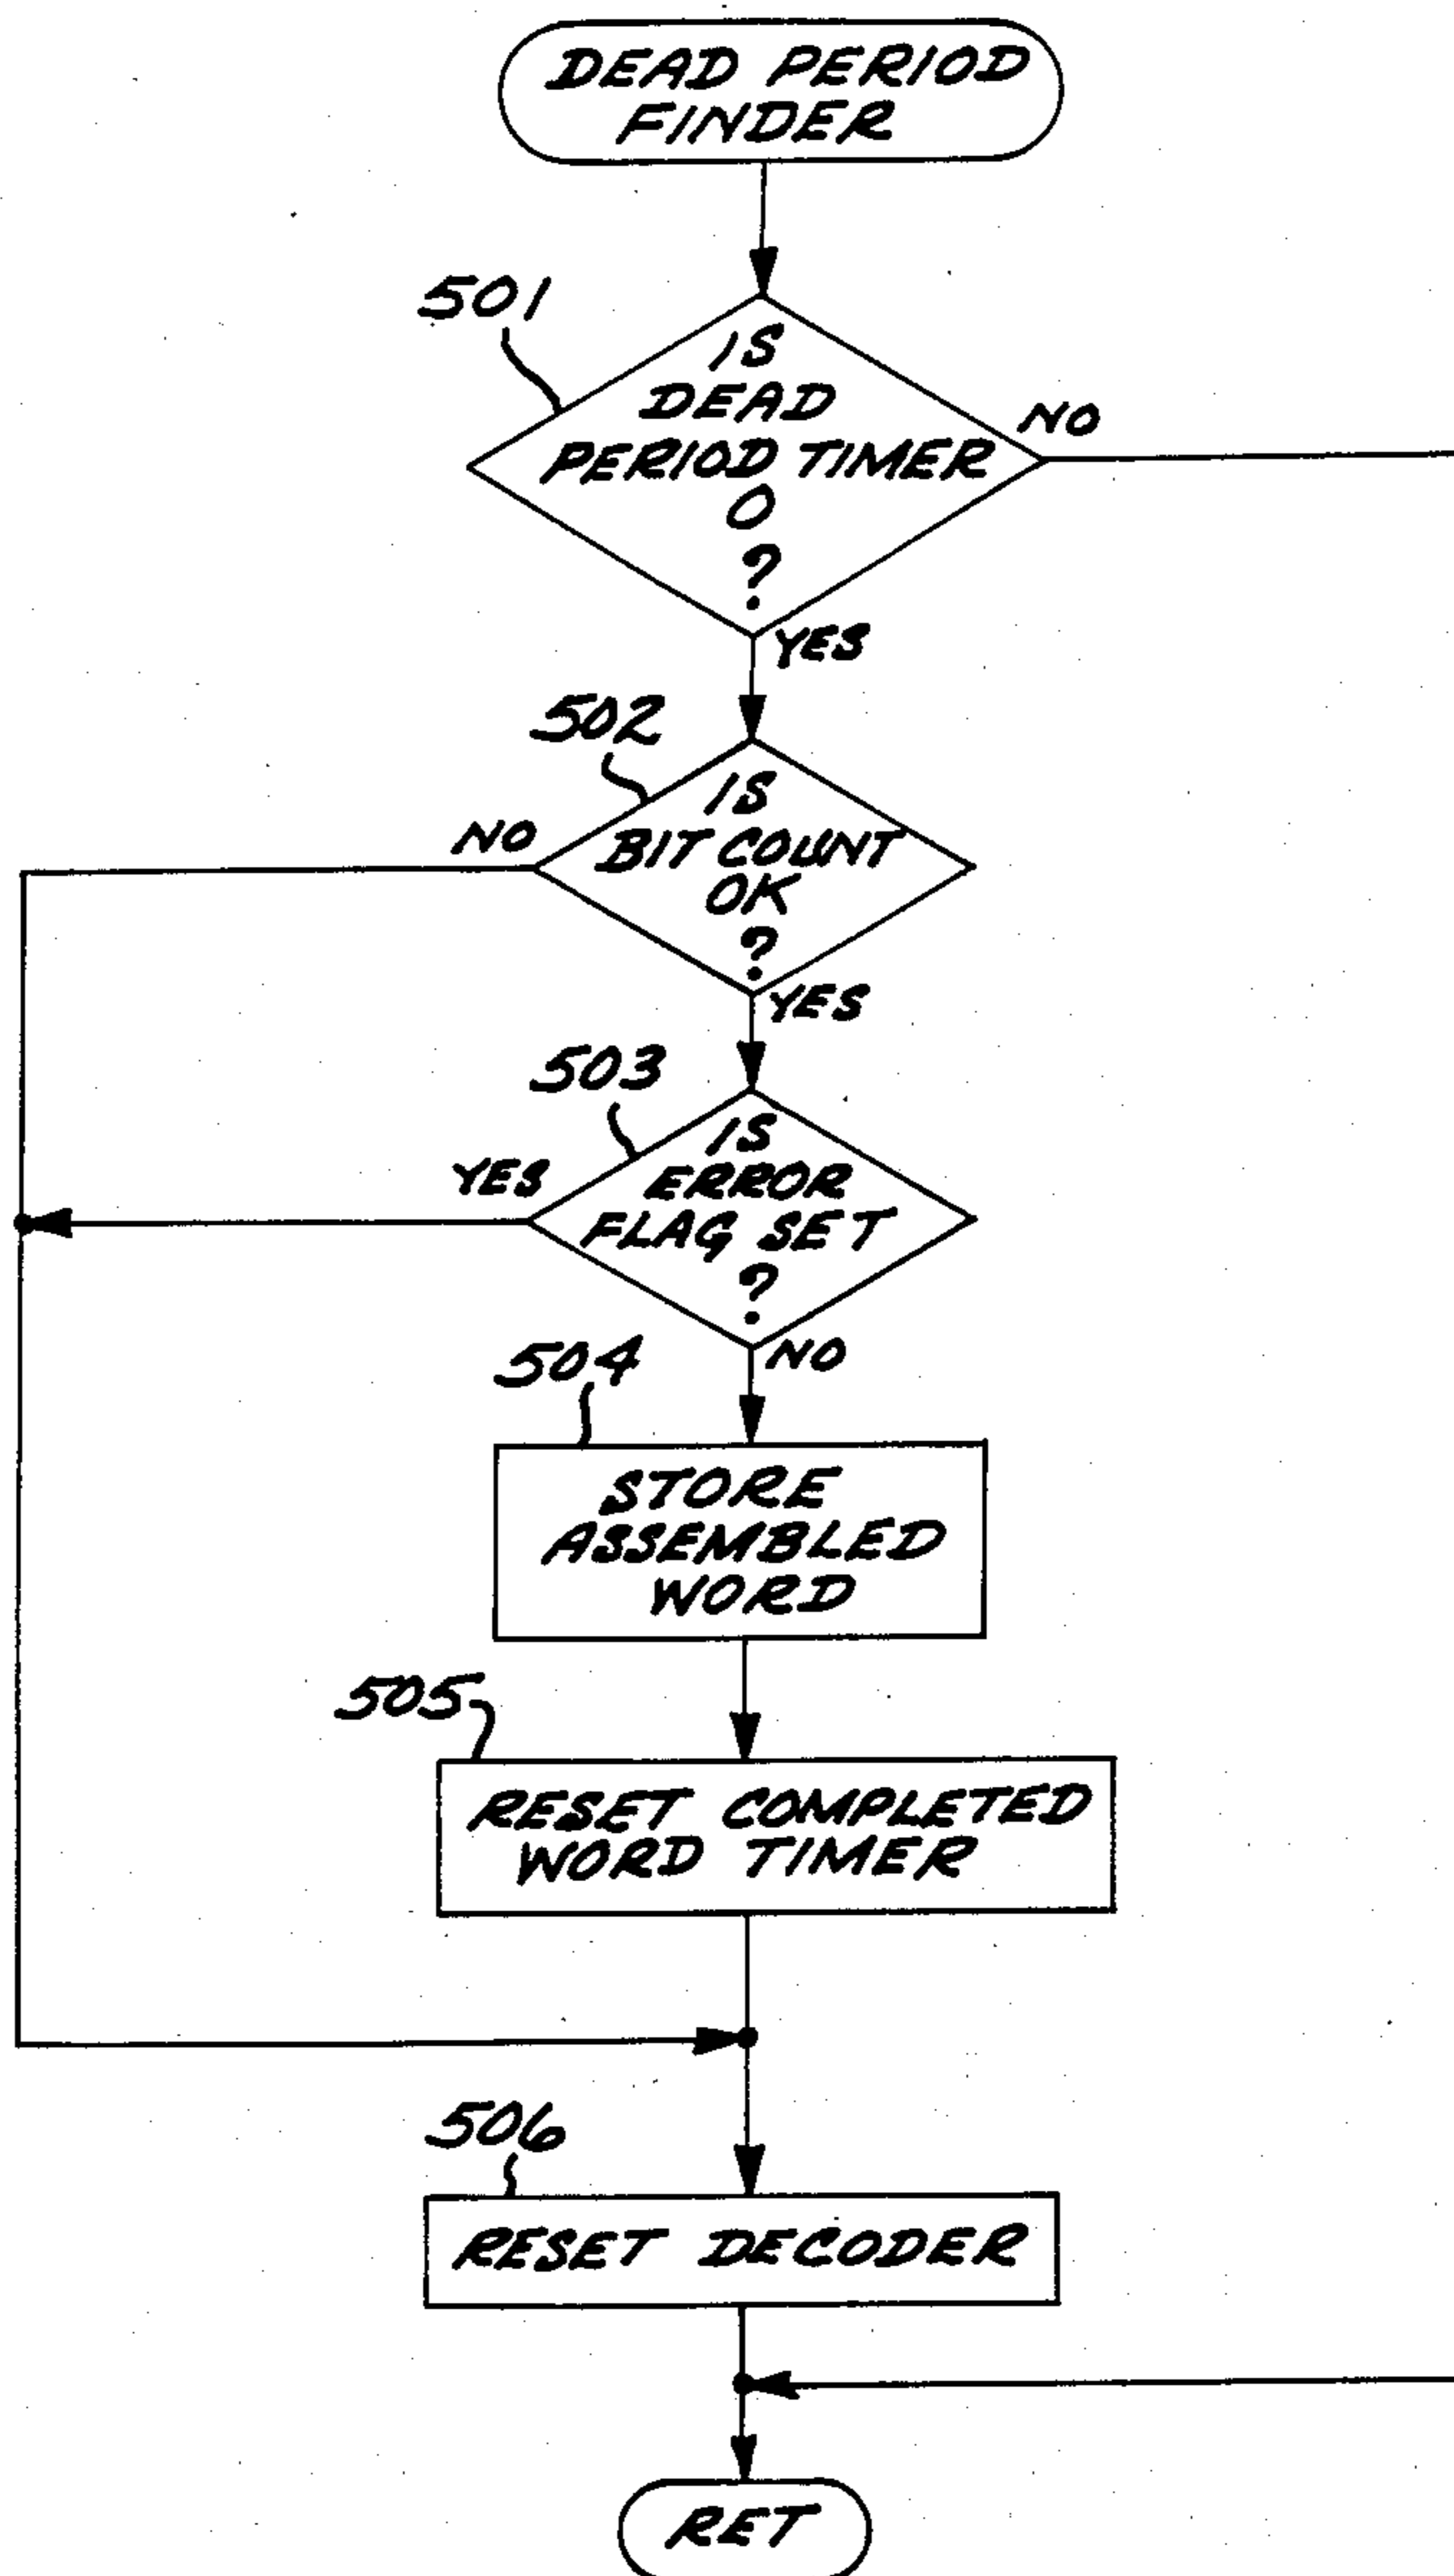 DEAD PERIOD
FINDER
501
IS
DEAD
PERIOD TIMER
0
?
NO
YES
502
IS
BIT COUNT
OK
?
NO
YES
503
IS
ERROR
FLAG SET
?
YES
NO
504
STORE
ASSEMBLED
WORD
505
RESET COMPLETED
WORD TIMER
506
RESET DECODER
RET